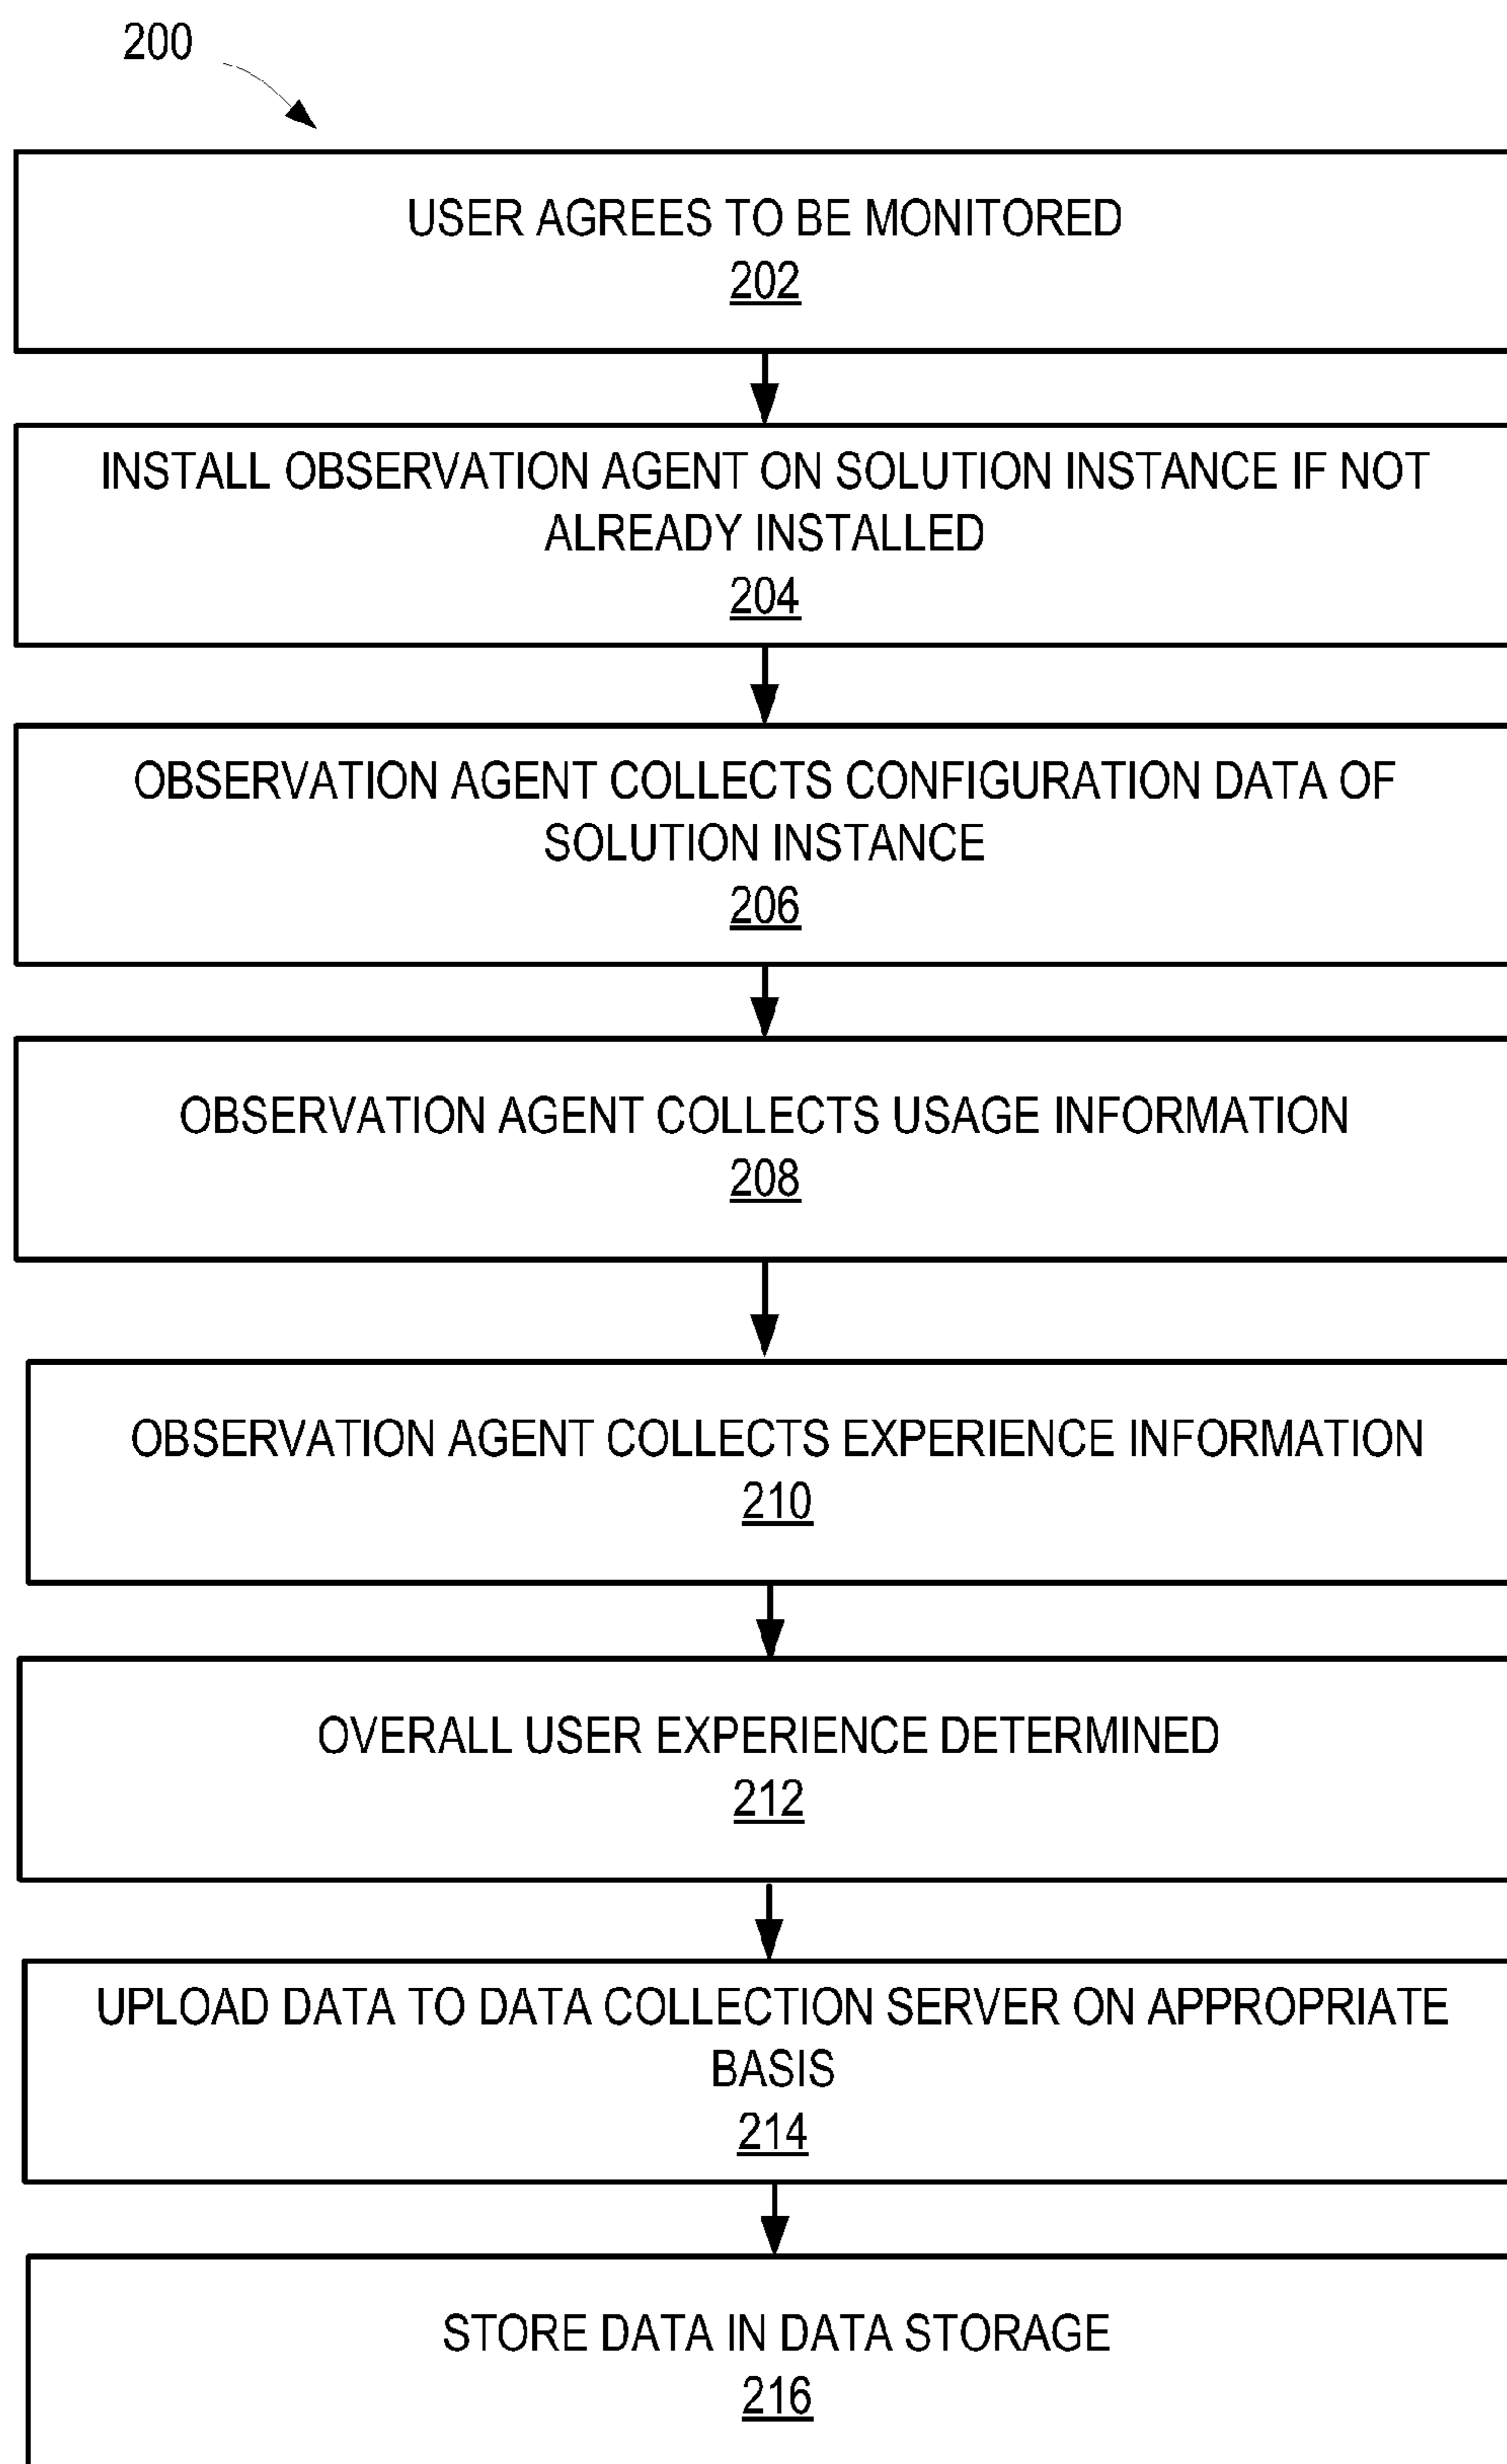 200
USER AGREES TO BE MONITORED
202
INSTALL OBSERVATION AGENT ON SOLUTION INSTANCE IF NOT
ALREADY INSTALLED
204
OBSERVATION AGENT COLLECTS CONFIGURATION DATA OF
SOLUTION INSTANCE
206
OBSERVATION AGENT COLLECTS USAGE INFORMATION
208
OBSERVATION AGENT COLLECTS EXPERIENCE INFORMATION
210
OVERALL USER EXPERIENCE DETERMINED
212
UPLOAD DATA TO DATA COLLECTION SERVER ON APPROPRIATE
BASIS
214
STORE DATA IN DATA STORAGE
216